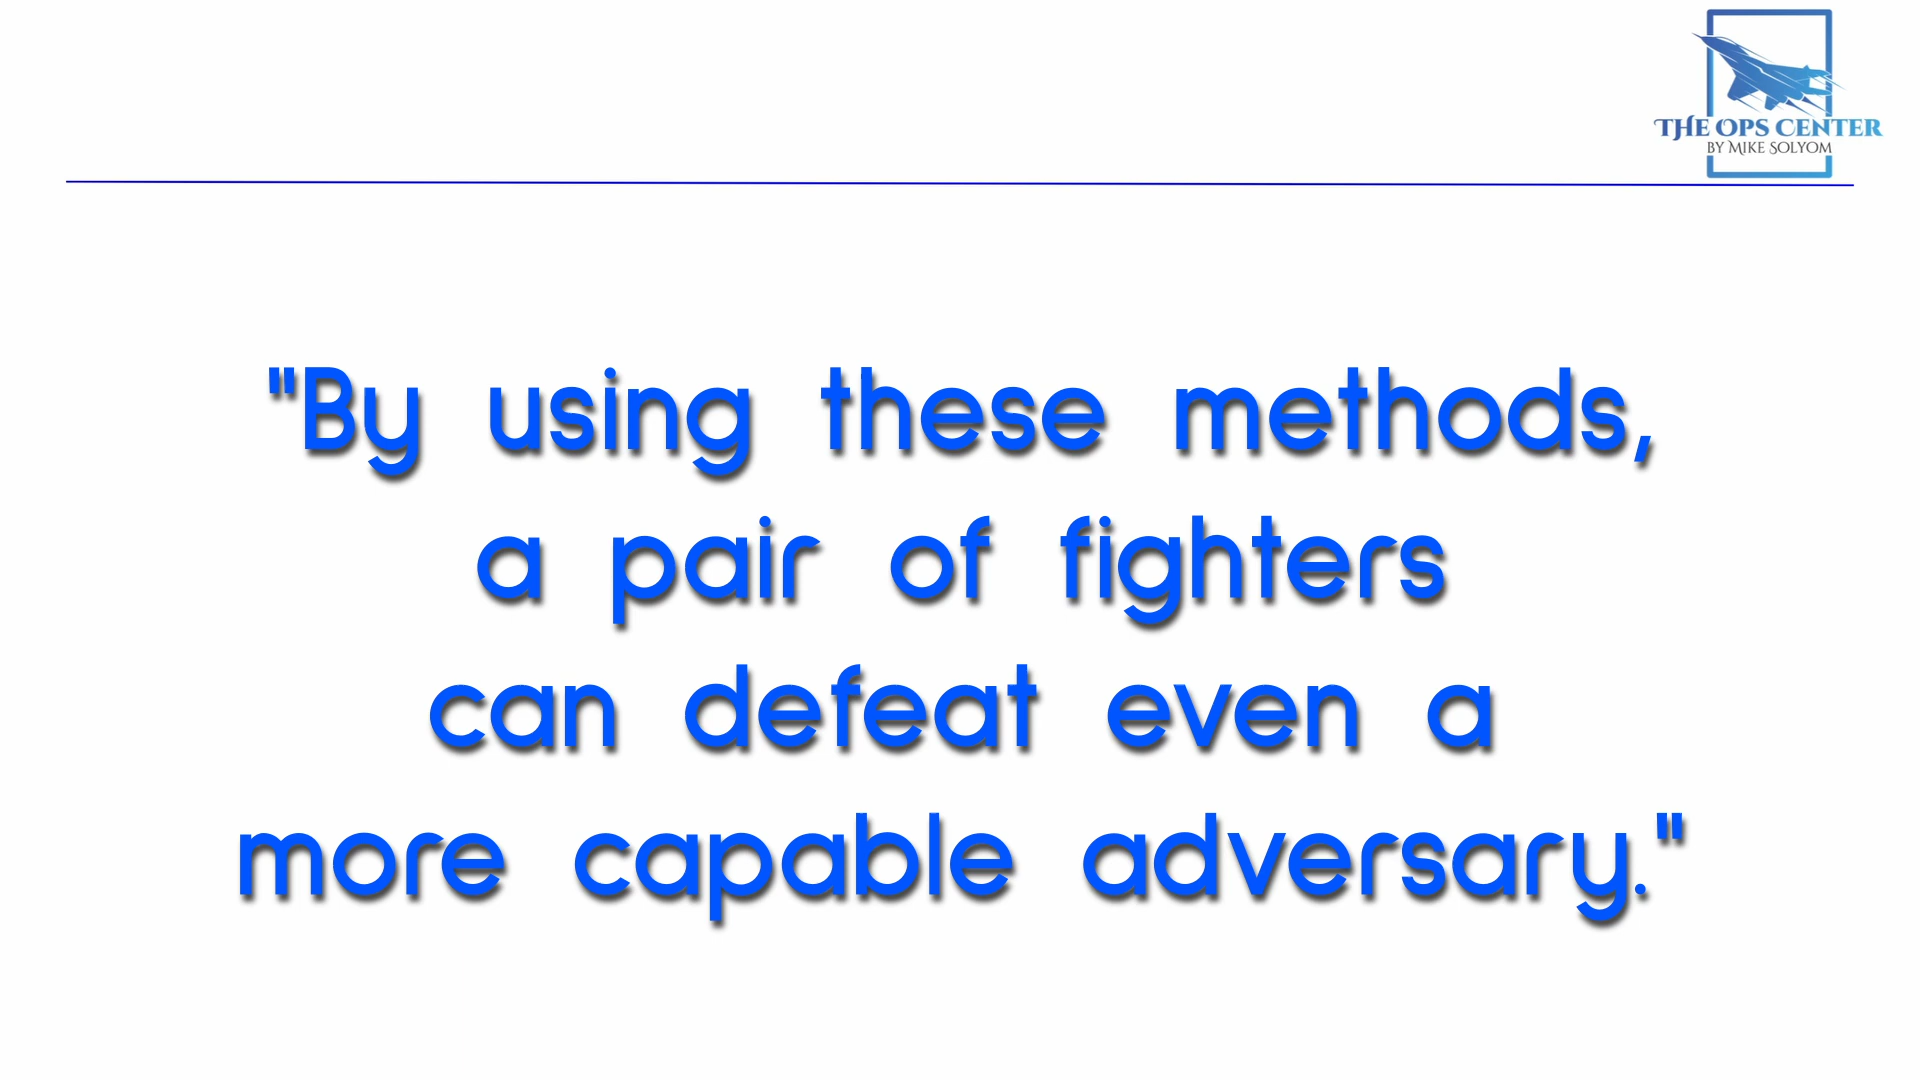 THE OPS CENTER
BY MIKE SOLYOM
"By using these methods,
a pair of fighters
can defeat even a
more capable adversary."